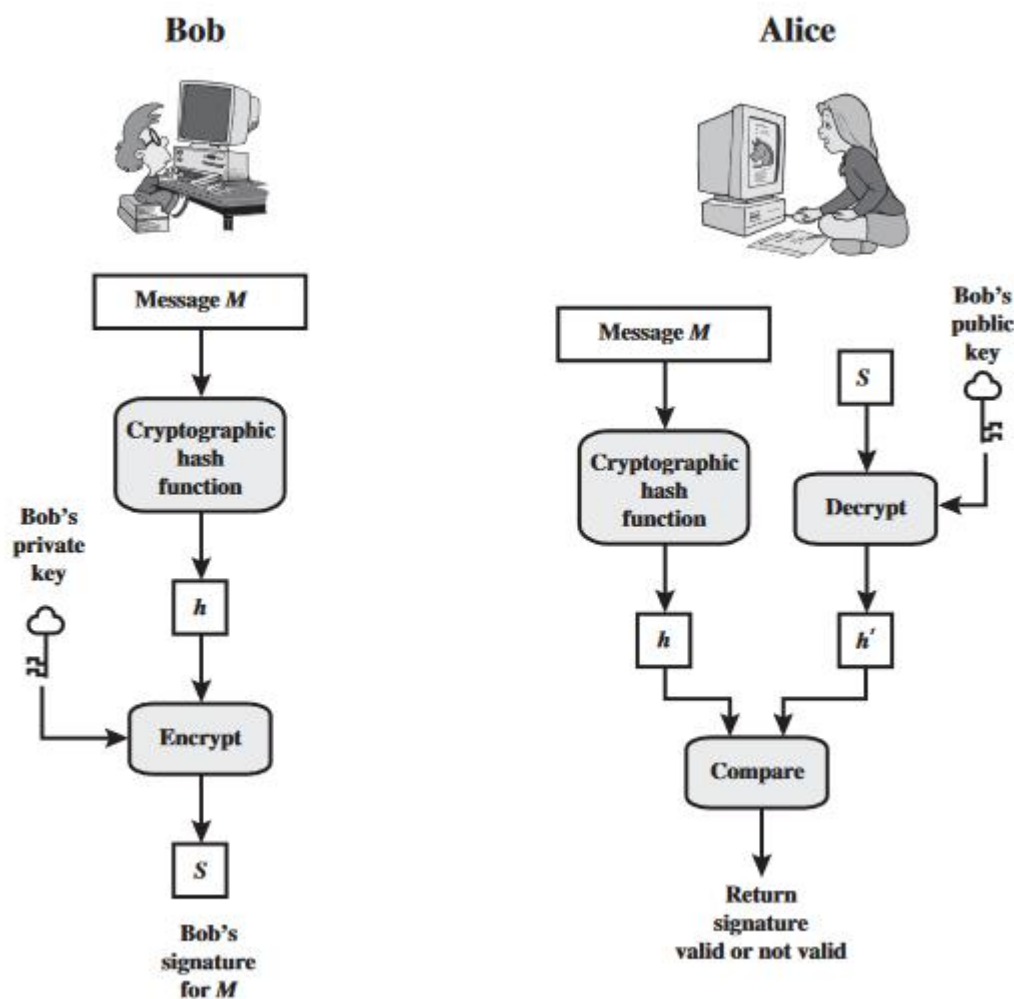 Bob
Message M
Cryptographic
hash
function
Bob's
private
key
h
Encrypt
S
Bob's
signature
for M
Alice
Message M
S
Bob's
public
key
Cryptographic
hash
function
Decrypt
h
h'
Compare
Return
signature
valid or not valid